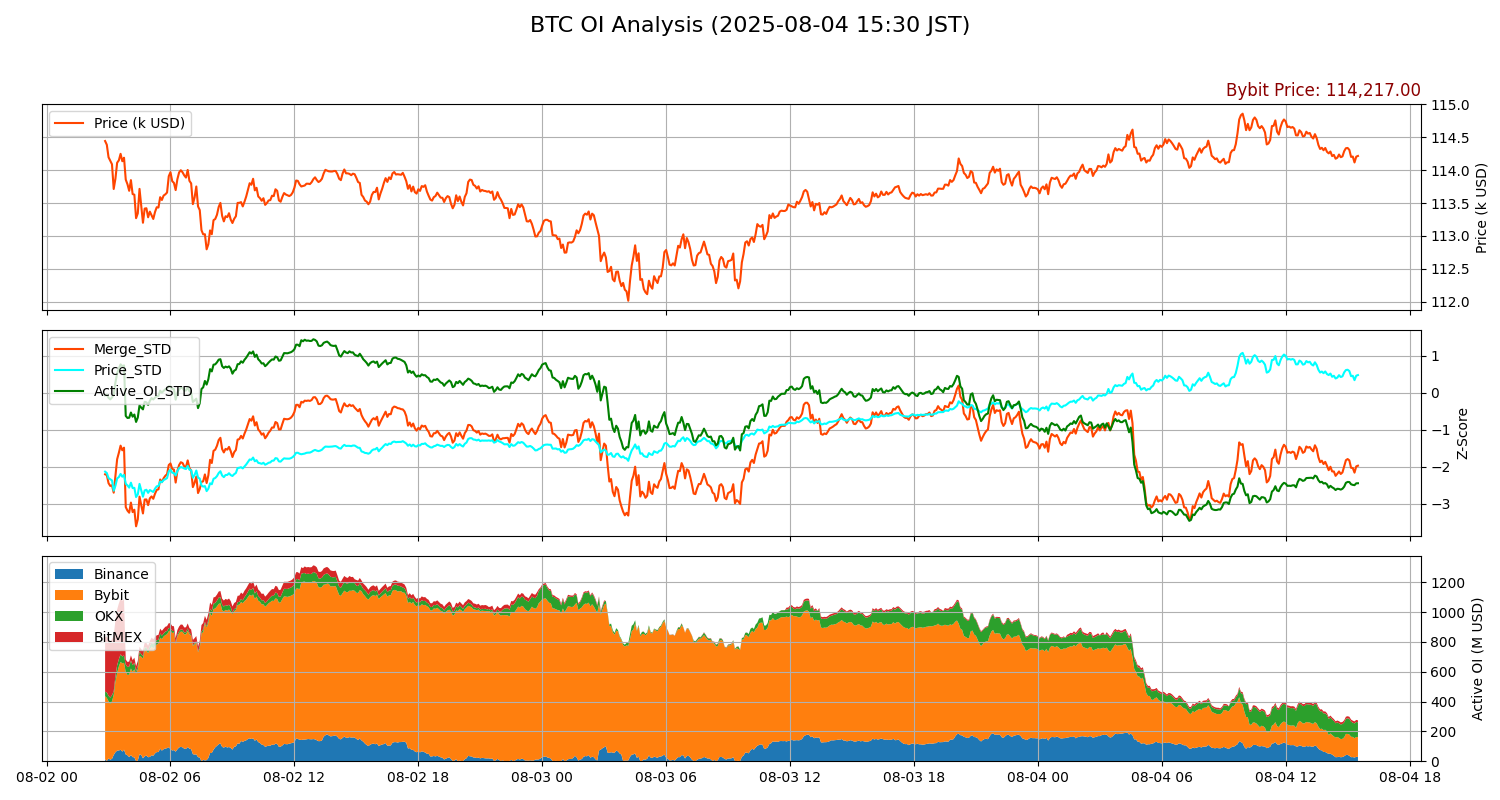 BTC OI Analysis (2025-08-04 15:30 JST)
Bybit Price: 114,217.00
Price (k USD)
115.0
114.5
114.0
113.5
113.0
112.5
112.0
Price (k USD)
Merge_STD
Price_STD
Active_OI_STD
1
0
−1
−2
−3
Z-Score
Binance
Bybit
OKX
BitMEX
1200
1000
800
600
400
200
0
Active OI (M USD)
08-02 00 08-02 06 08-02 12 08-02 18 08-03 00 08-03 06 08-03 12 08-03 18 08-04 00 08-04 06 08-04 12 08-04 18